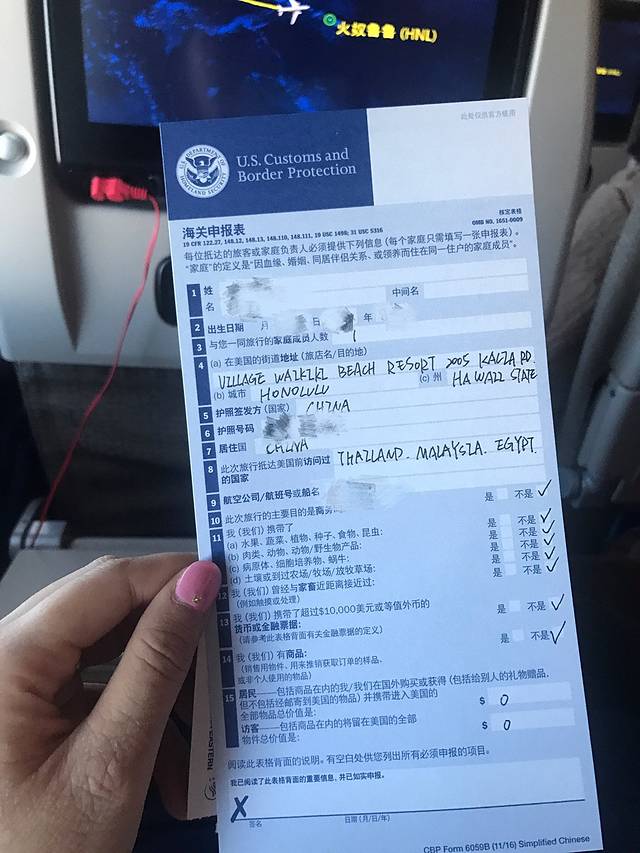 火奴鲁鲁 (HNL)
此处仅供官方使用
U.S. DEPARTMENT OF HOMELAND SECURITY
U.S. Customs and
Border Protection
海关申报表
核定表格
19 CFR 122.27, 148.12, 148.13, 148.110, 148.111, 19 USC 1498; 31 USC 5316
OMB NO. 1651-0009
每位抵达的旅客或家庭负责人必须提供下列信息 (每个家庭只需填写一张申报表)。
“家庭”的定义是“因血缘、婚姻、同居伴侣关系、或领养而住在同一住户的家庭成员”。
1 姓
名 中间名
2 出生日期 月 日 年
3 与您一同旅行的家庭成员人数 1
4 (a) 在美国的街道地址 (旅店名/目的地)
VILLAGE WAIKIKI BEACH RESORT 2005 KALIA RD.
(b) 城市 HONOLULU (c) 州 HAWAII STATE
5 护照签发方 (国家) CHINA
6 护照号码
7 居住国 CHINA
8 此次旅行抵达美国前访问过
的国家 THAILAND. MALAYSIA. EGYPT.
9 航空公司/航班号或船名
10 此次旅行的主要目的是商务: 是 不是 ✓
11 我 (我们) 携带了
(a) 水果、蔬菜、植物、种子、食物、昆虫: 是 不是 ✓
(b) 肉类、动物、动物/野生物产品: 是 不是 ✓
(c) 病原体、细胞培养物、蜗牛: 是 不是 ✓
(d) 土壤或到过农场/牧场/放牧草场: 是 不是 ✓
12 我 (我们) 曾经与家畜近距离接近过: 是 不是 ✓
(例如触摸或处理)
13 我 (我们) 携带了超过$10,000美元或等值外币的
货币或金融票据: 是 不是 ✓
(请参考此表格背面有关金融票据的定义)
14 我 (我们) 有商品: 是 不是 ✓
(销售用物件、用来推销获取订单的样品、
或非个人使用的物品)
15 居民——包括商品在内的我/我们在国外购买或获得 (包括给别人的礼物赠品,
但不包括经邮寄到美国的物品) 并携带进入美国的
全部物品总价值是: $ 0
访客——包括商品在内的将留在美国的全部
物件总价值是: $ 0
阅读此表格背面的说明。有空白处供您列出所有必须申报的项目。
我已阅读了此表格背面的重要信息、并已如实申报。
X
签名 日期 (月/日/年)
CBP Form 6059B (11/16) Simplified Chinese
EASTERN